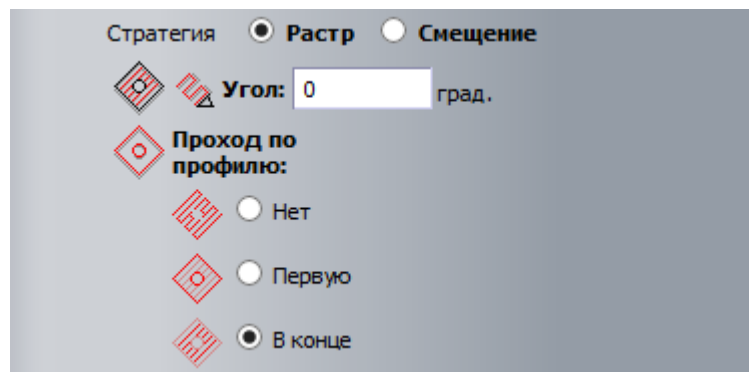 Стратегия Растр Смещение
Угол: 0 град.
Проход по
профилю:
Нет
Первую
В конце